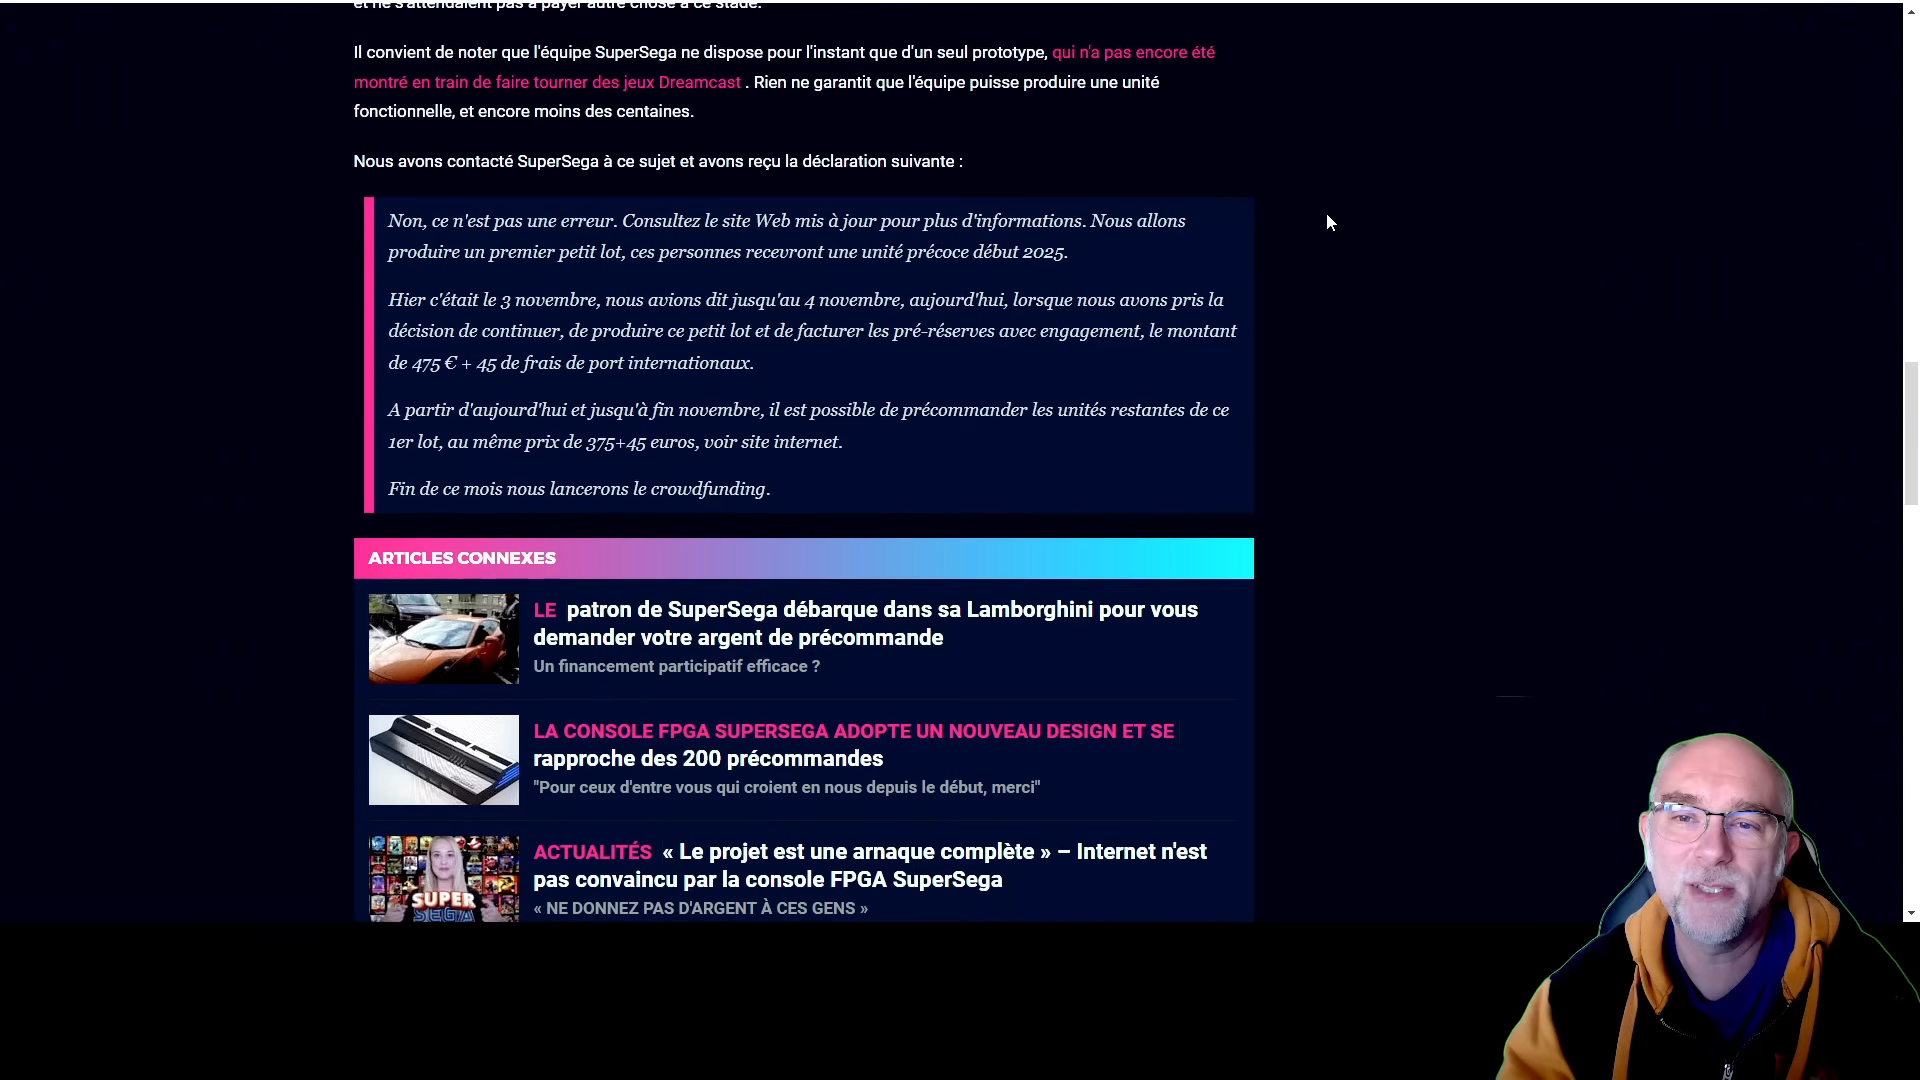 et ne s'attendaient pas à payer autre chose à ce stade.
Il convient de noter que l'équipe SuperSega ne dispose pour l'instant que d'un seul prototype, qui n'a pas encore été
montré en train de faire tourner des jeux Dreamcast . Rien ne garantit que l'équipe puisse produire une unité
fonctionnelle, et encore moins des centaines.
Nous avons contacté SuperSega à ce sujet et avons reçu la déclaration suivante :
Non, ce n'est pas une erreur. Consultez le site Web mis à jour pour plus d'informations. Nous allons
produire un premier petit lot, ces personnes recevront une unité précoce début 2025.
Hier c'était le 3 novembre, nous avions dit jusqu'au 4 novembre, aujourd'hui, lorsque nous avons pris la
décision de continuer, de produire ce petit lot et de facturer les pré-réserves avec engagement, le montant
de 475 € + 45 de frais de port internationaux.
A partir d'aujourd'hui et jusqu'à fin novembre, il est possible de précommander les unités restantes de ce
1er lot, au même prix de 375+45 euros, voir site internet.
Fin de ce mois nous lancerons le crowdfunding.
ARTICLES CONNEXES
LE patron de SuperSega débarque dans sa Lamborghini pour vous
demander votre argent de précommande
Un financement participatif efficace ?
LA CONSOLE FPGA SUPERSEGA ADOPTE UN NOUVEAU DESIGN ET SE
rapproche des 200 précommandes
"Pour ceux d'entre vous qui croient en nous depuis le début, merci"
ACTUALITÉS « Le projet est une arnaque complète » – Internet n'est
pas convaincu par la console FPGA SuperSega
« NE DONNEZ PAS D'ARGENT À CES GENS »
SUPER
SEGA